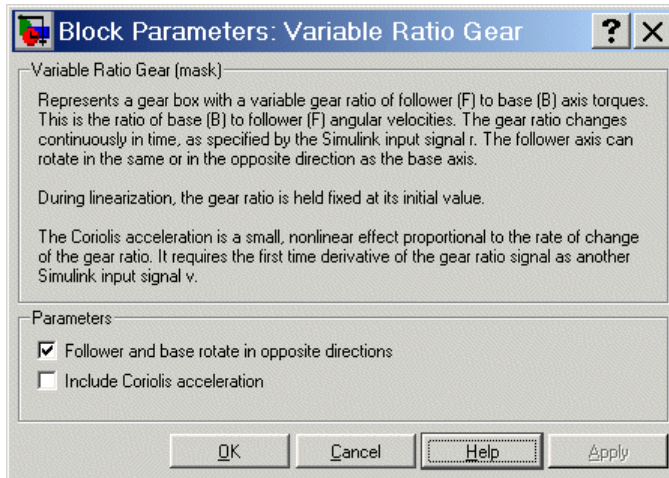 Block Parameters: Variable Ratio Gear
Variable Ratio Gear (mask)
Represents a gear box with a variable gear ratio of follower (F) to base (B) axis torques.
This is the ratio of base (B) to follower (F) angular velocities. The gear ratio changes
continuously in time, as specified by the Simulink input signal r. The follower axis can
rotate in the same or in the opposite direction as the base axis.
During linearization, the gear ratio is held fixed at its initial value.
The Coriolis acceleration is a small, nonlinear effect proportional to the rate of change
of the gear ratio. It requires the first time derivative of the gear ratio signal as another
Simulink input signal v.
Parameters
Follower and base rotate in opposite directions
Include Coriolis acceleration
OK Cancel Help Apply